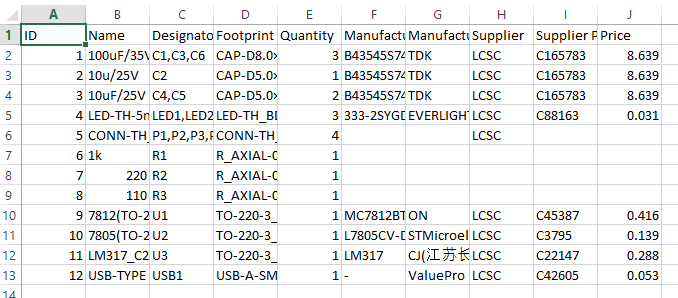 A B C D E F G H I J
1 ID Name Designato Footprint Quantity Manufactu Manufactu Supplier Supplier P Price
2 1 100uF/35V C1,C3,C6 CAP-D8.0× 3 B43545S74 TDK LCSC C165783 8.639
3 2 10u/25V C2 CAP-D5.0× 1 B43545S74 TDK LCSC C165783 8.639
4 3 10uF/25V C4,C5 CAP-D5.0× 2 B43545S74 TDK LCSC C165783 8.639
5 4 LED-TH-5m LED1,LED2 LED-TH_BD 3 333-2SYGD EVERLIGHT LCSC C88163 0.031
6 5 CONN-TH_ P1,P2,P3,P CONN-TH_ 4 LCSC
7 6 1k R1 R_AXIAL-0 1
8 7 220 R2 R_AXIAL-0 1
9 8 110 R3 R_AXIAL-0 1
10 9 7812(TO-2 U1 TO-220-3_ 1 MC7812BT ON LCSC C45387 0.416
11 10 7805(TO-2 U2 TO-220-3_ 1 L7805CV-D STMicroel LCSC C3795 0.139
12 11 LM317_C2 U3 TO-220-3_ 1 LM317 CJ(江苏长 LCSC C22147 0.288
13 12 USB-TYPE USB1 USB-A-SM 1 - ValuePro LCSC C42605 0.053
14